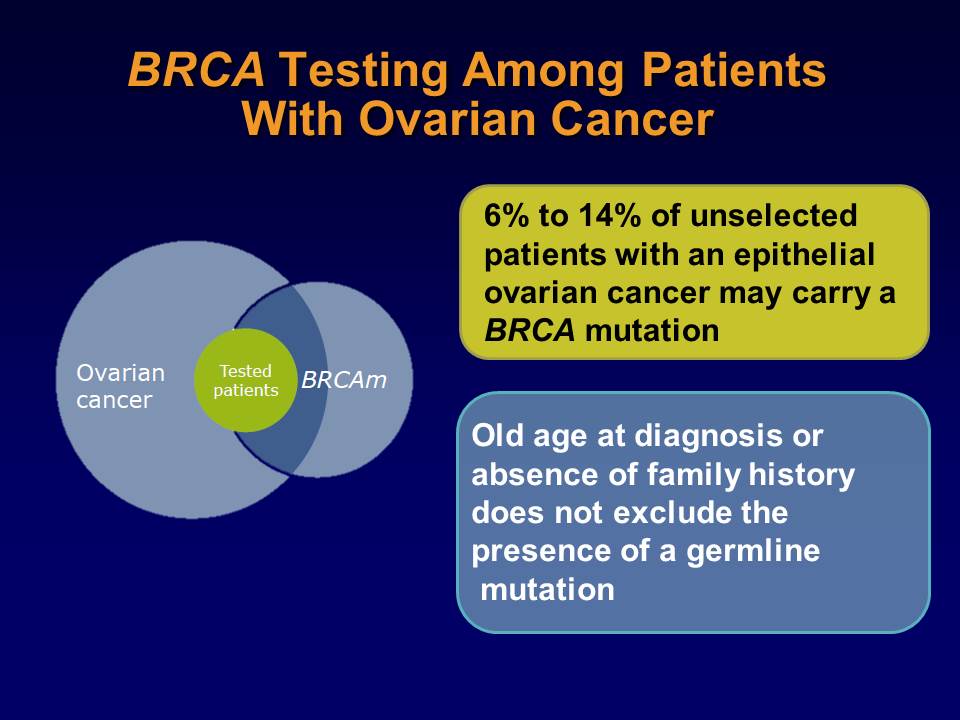 BRCA Testing Among Patients
With Ovarian Cancer
6% to 14% of unselected
patients with an epithelial
ovarian cancer may carry a
BRCA mutation
Ovarian
cancer
Tested
patients
BRCAm
Old age at diagnosis or
absence of family history
does not exclude the
presence of a germline
mutation